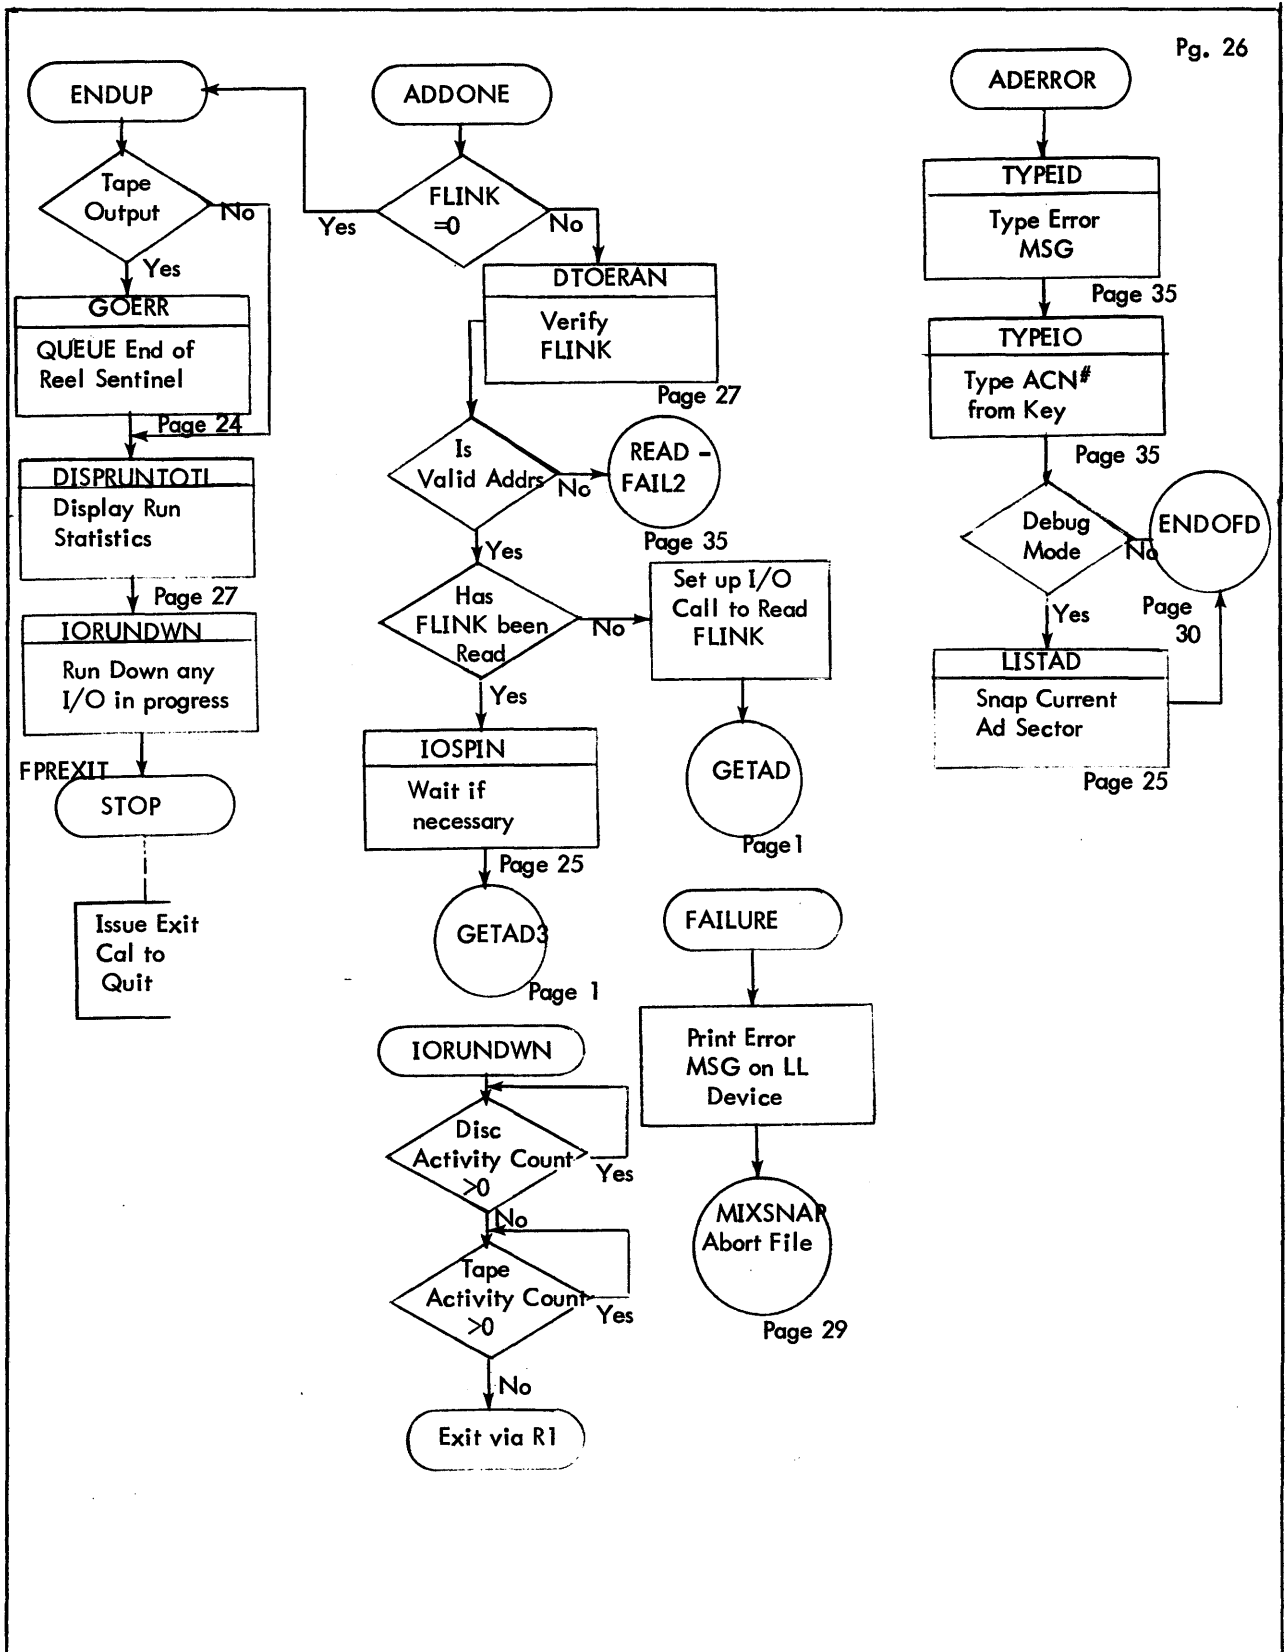 Pg. 26
ENDUP
Tape
Output
No
Yes
GOERR
QUEUE End of
Reel Sentinel
Page 24
DISPRUNTOTL
Display Run
Statistics
Page 27
IORUNDWN
Run Down any
I/O in progress
FPREXIT
STOP
Issue Exit
Cal to
Quit
ADDONE
FLINK
=0
Yes
No
DTOERAN
Verify
FLINK
Page 27
Is
Valid Addrs
No
READ -
FAIL2
Page 35
Yes
Has
FLINK been
Read
No
Set up I/O
Call to Read
FLINK
GETAD
Page 1
Yes
IOSPIN
Wait if
necessary
Page 25
GETAD3
Page 1
IORUNDWN
Disc
Activity Count
>0
Yes
No
Tape
Activity Count
>0
Yes
No
Exit via R1
FAILURE
Print Error
MSG on LL
Device
MIXSNAP
Abort File
Page 29
ADERROR
TYPEID
Type Error
MSG
Page 35
TYPEIO
Type ACN#
from Key
Page 35
Debug
Mode
No
ENDOFD
Page
30
Yes
LISTAD
Snap Current
Ad Sector
Page 25